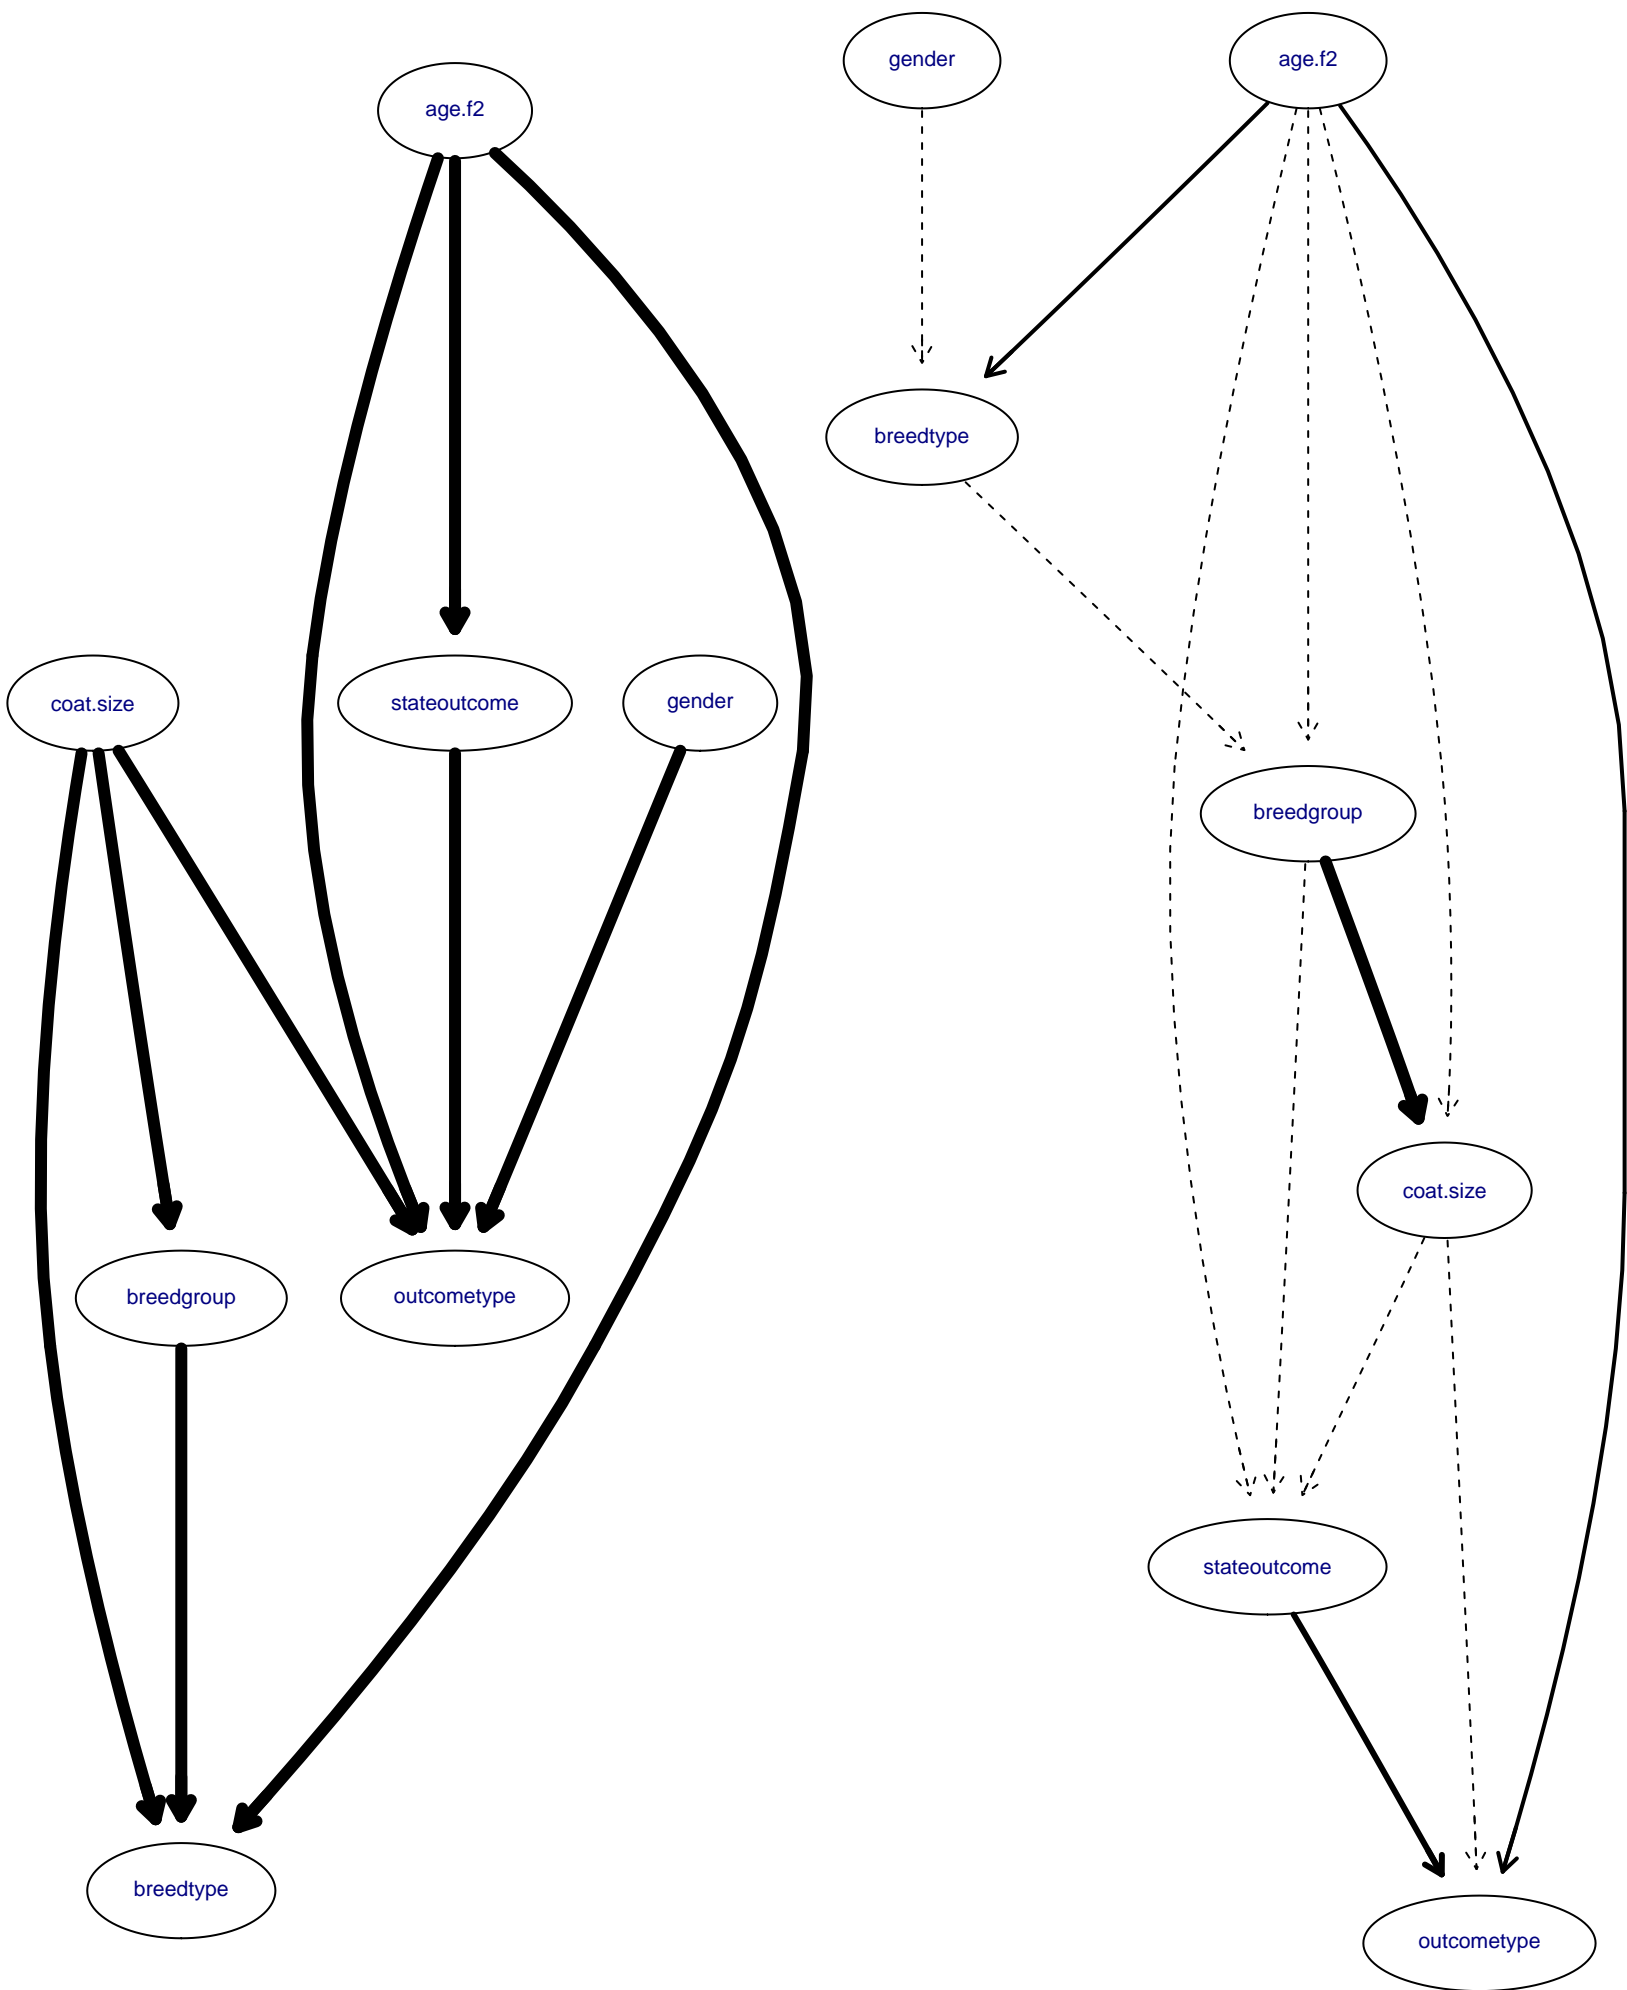 age.f2
coat.size
stateoutcome
gender
breedgroup
outcometype
breedtype
gender
age.f2
breedtype
breedgroup
coat.size
stateoutcome
outcometype